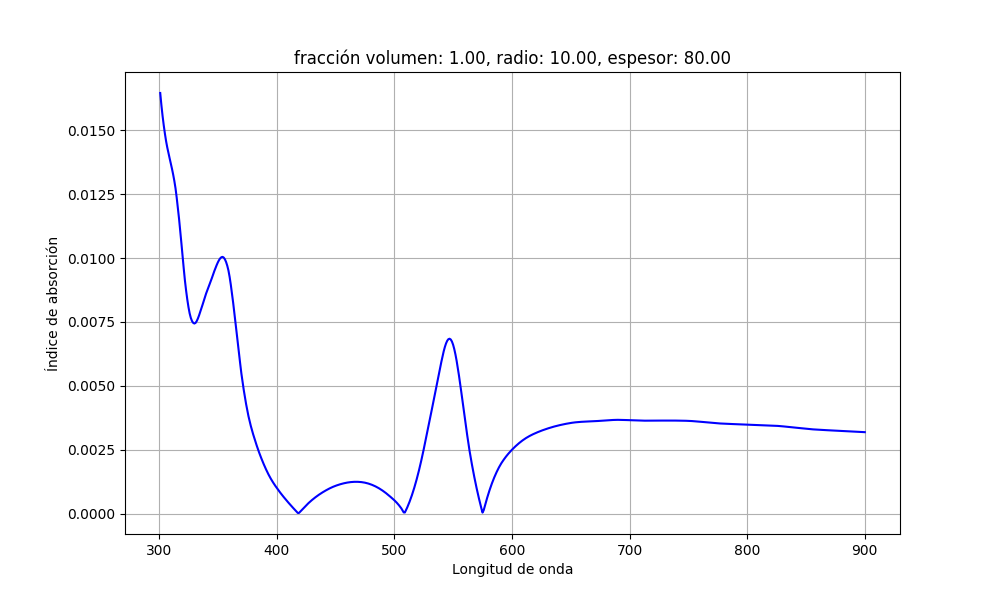 fracción volumen: 1.00, radio: 10.00, espesor: 80.00
Índice de absorción
0.0150
0.0125
0.0100
0.0075
0.0050
0.0025
0.0000
300 400 500 600 700 800 900
Longitud de onda